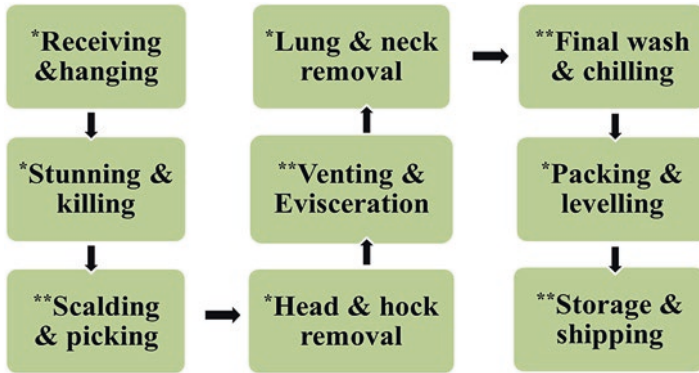 *Receiving
&hanging
*Stunning &
killing
**Scalding
& picking
*Head & hock
removal
**Venting &
Evisceration
*Lung & neck
removal
**Final wash
& chilling
*Packing &
levelling
**Storage &
shipping